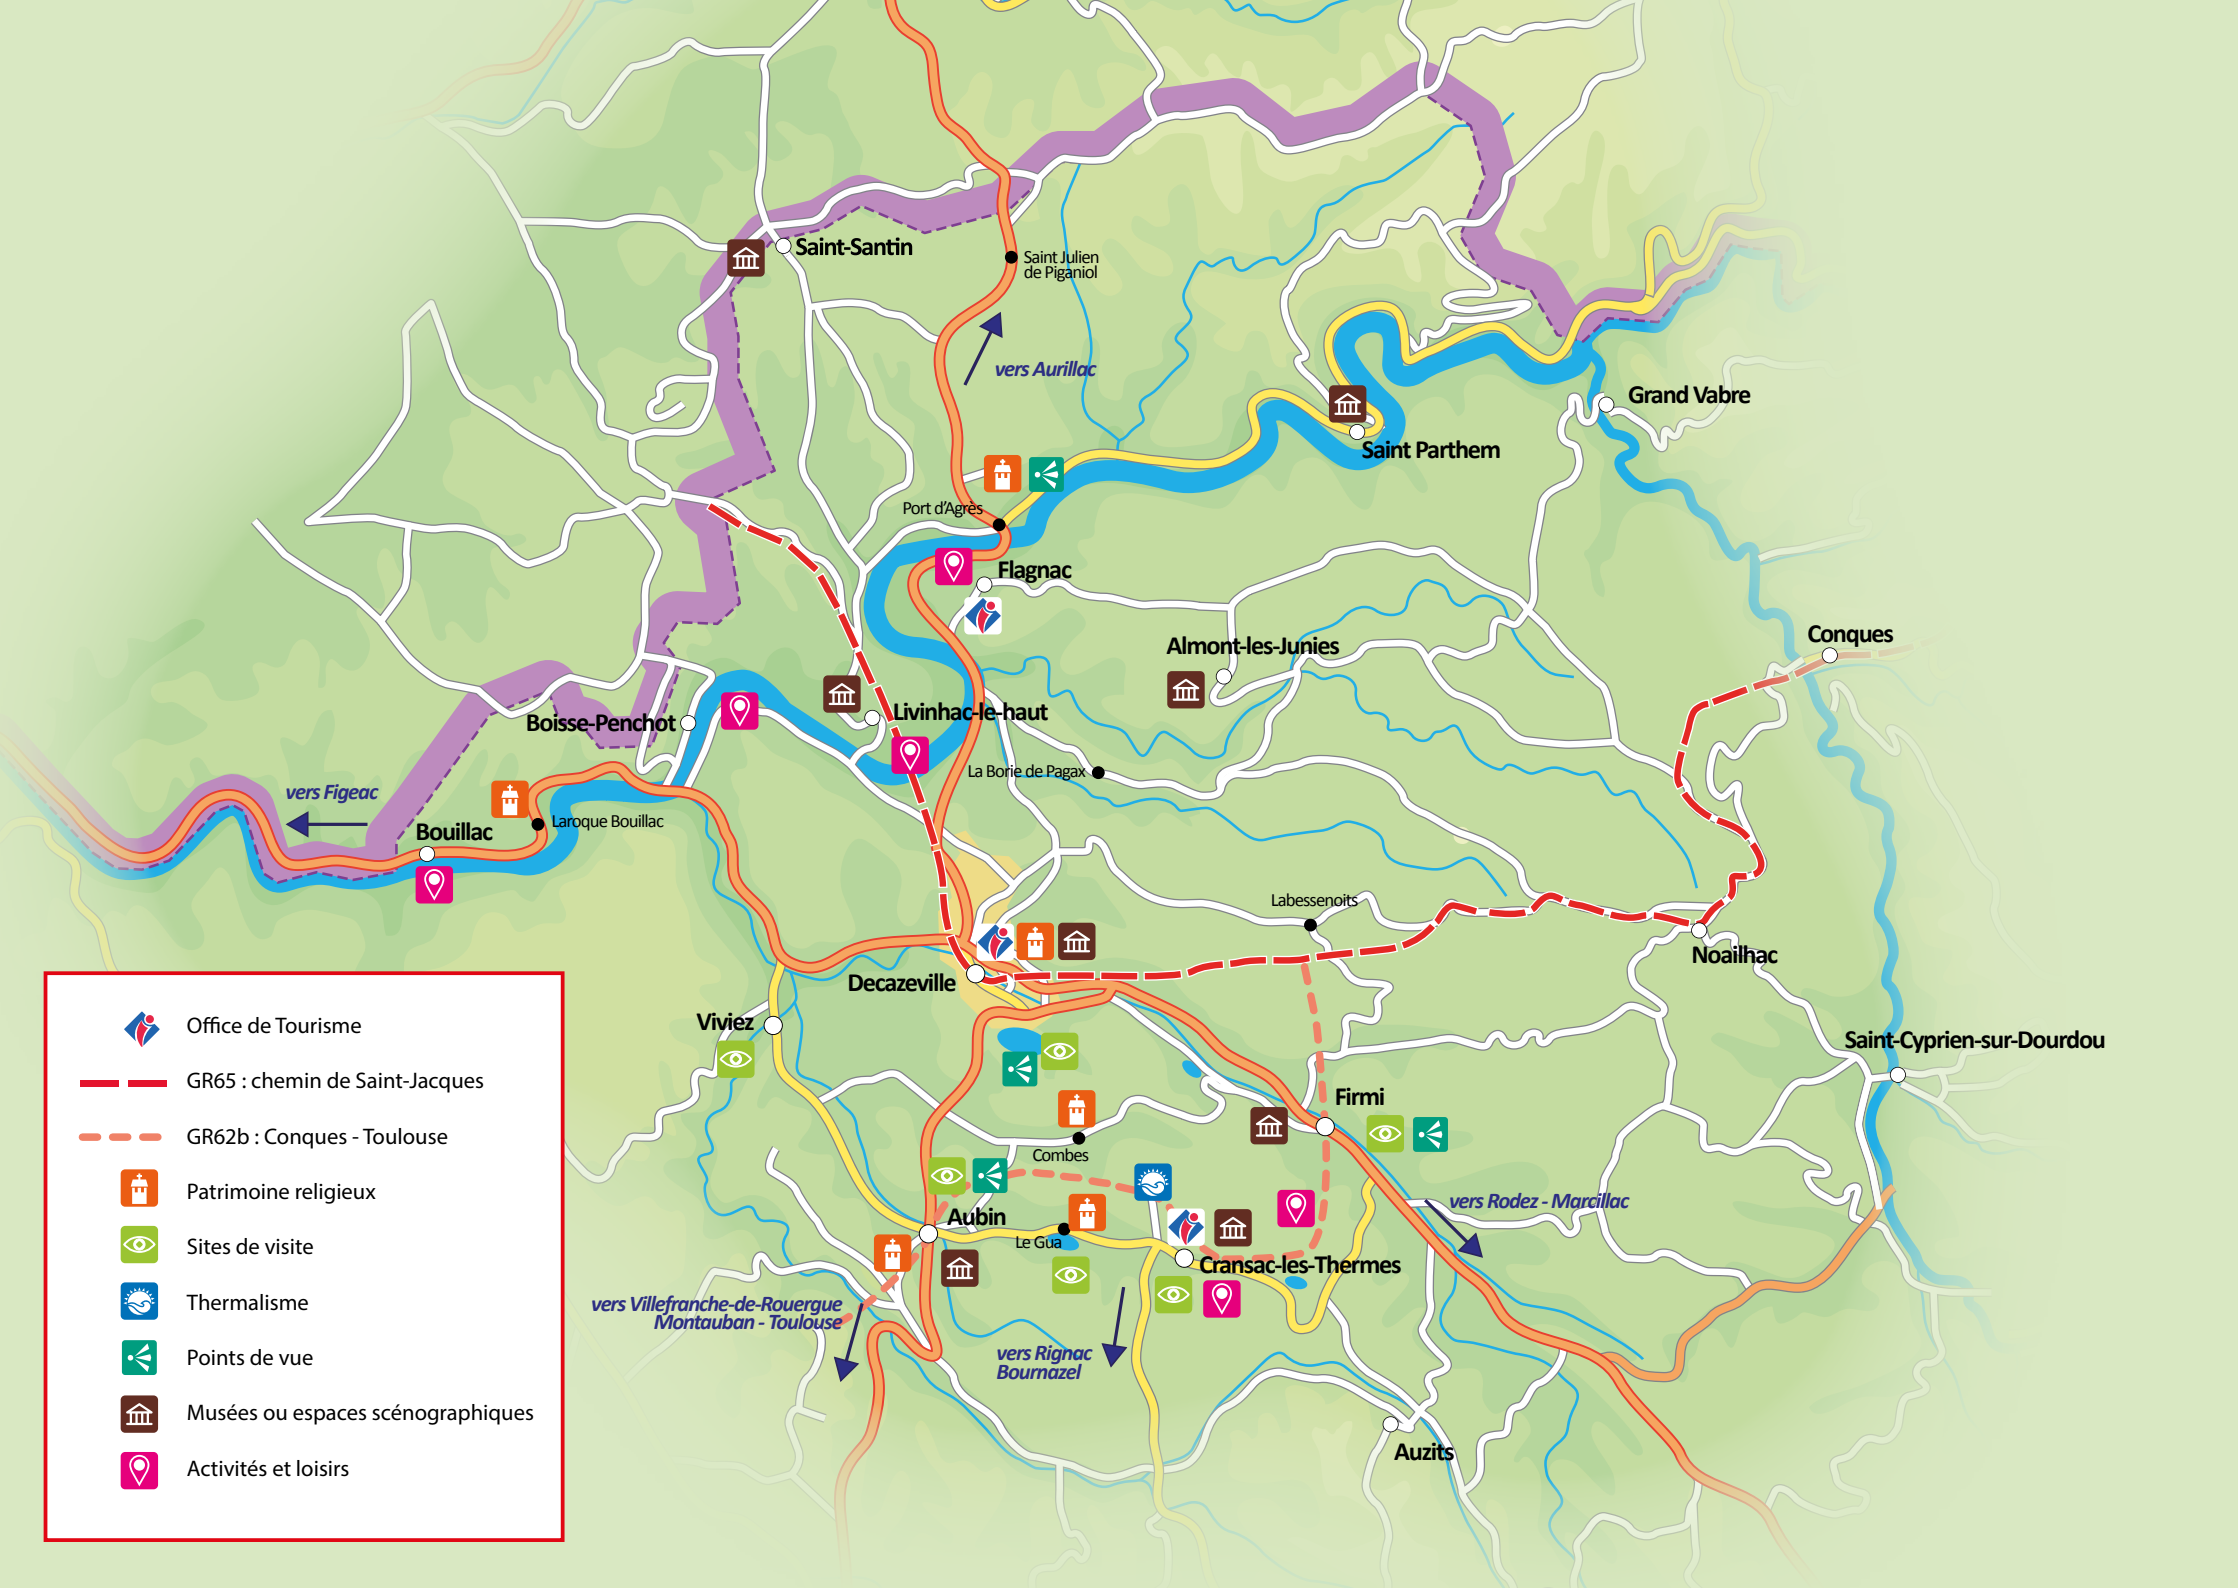 Saint-Santin
Saint Julien
de Piganiol
vers Aurillac
Grand Vabre
Saint Parthem
Port d'Agrès
Flagnac
Conques
Almont-les-Junies
Boisse-Penchot
Livinhac-le-haut
La Borie de Pagax
vers Figeac
Laroque Bouillac
Bouillac
Labessenoits
Noailhac
Decazeville
Viviez
Saint-Cyprien-sur-Dourdou
Firmi
Combes
vers Rodez - Marcillac
Aubin
Le Gua
Cransac-les-Thermes
vers Villefranche-de-Rouergue
Montauban - Toulouse
vers Rignac
Bournazel
Auzits
Office de Tourisme
GR65 : chemin de Saint-Jacques
GR62b : Conques - Toulouse
Patrimoine religieux
Sites de visite
Thermalisme
Points de vue
Musées ou espaces scénographiques
Activités et loisirs